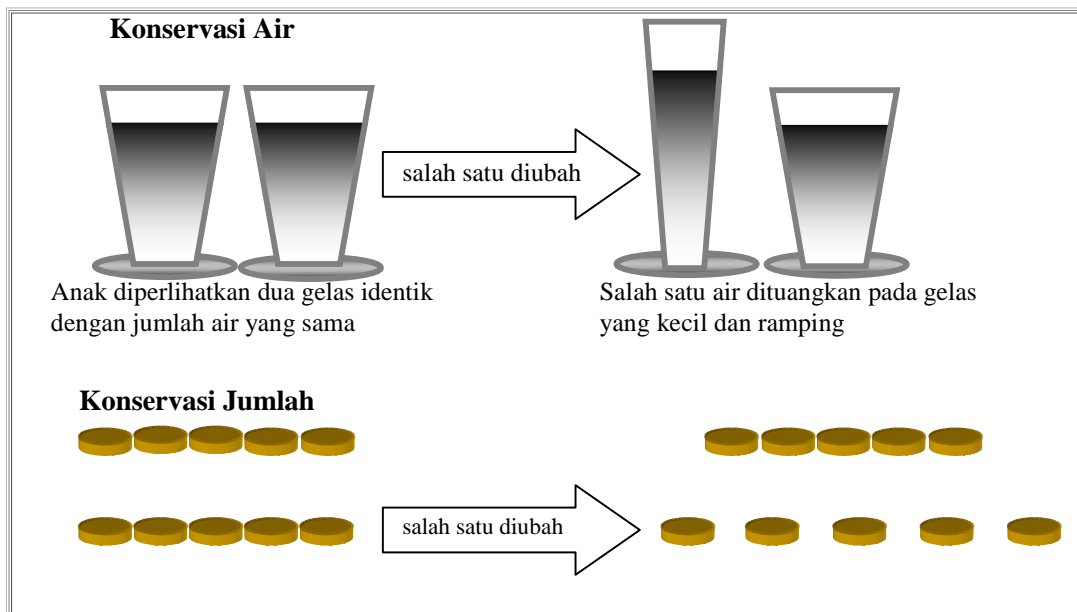 Konservasi Air
salah satu diubah
Anak diperlihatkan dua gelas identik
dengan jumlah air yang sama
Salah satu air dituangkan pada gelas
yang kecil dan ramping
Konservasi Jumlah
salah satu diubah